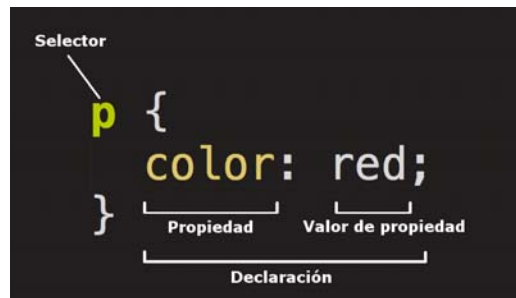 Selector
p {
color: red;
}
Propiedad Valor de propiedad
Declaración